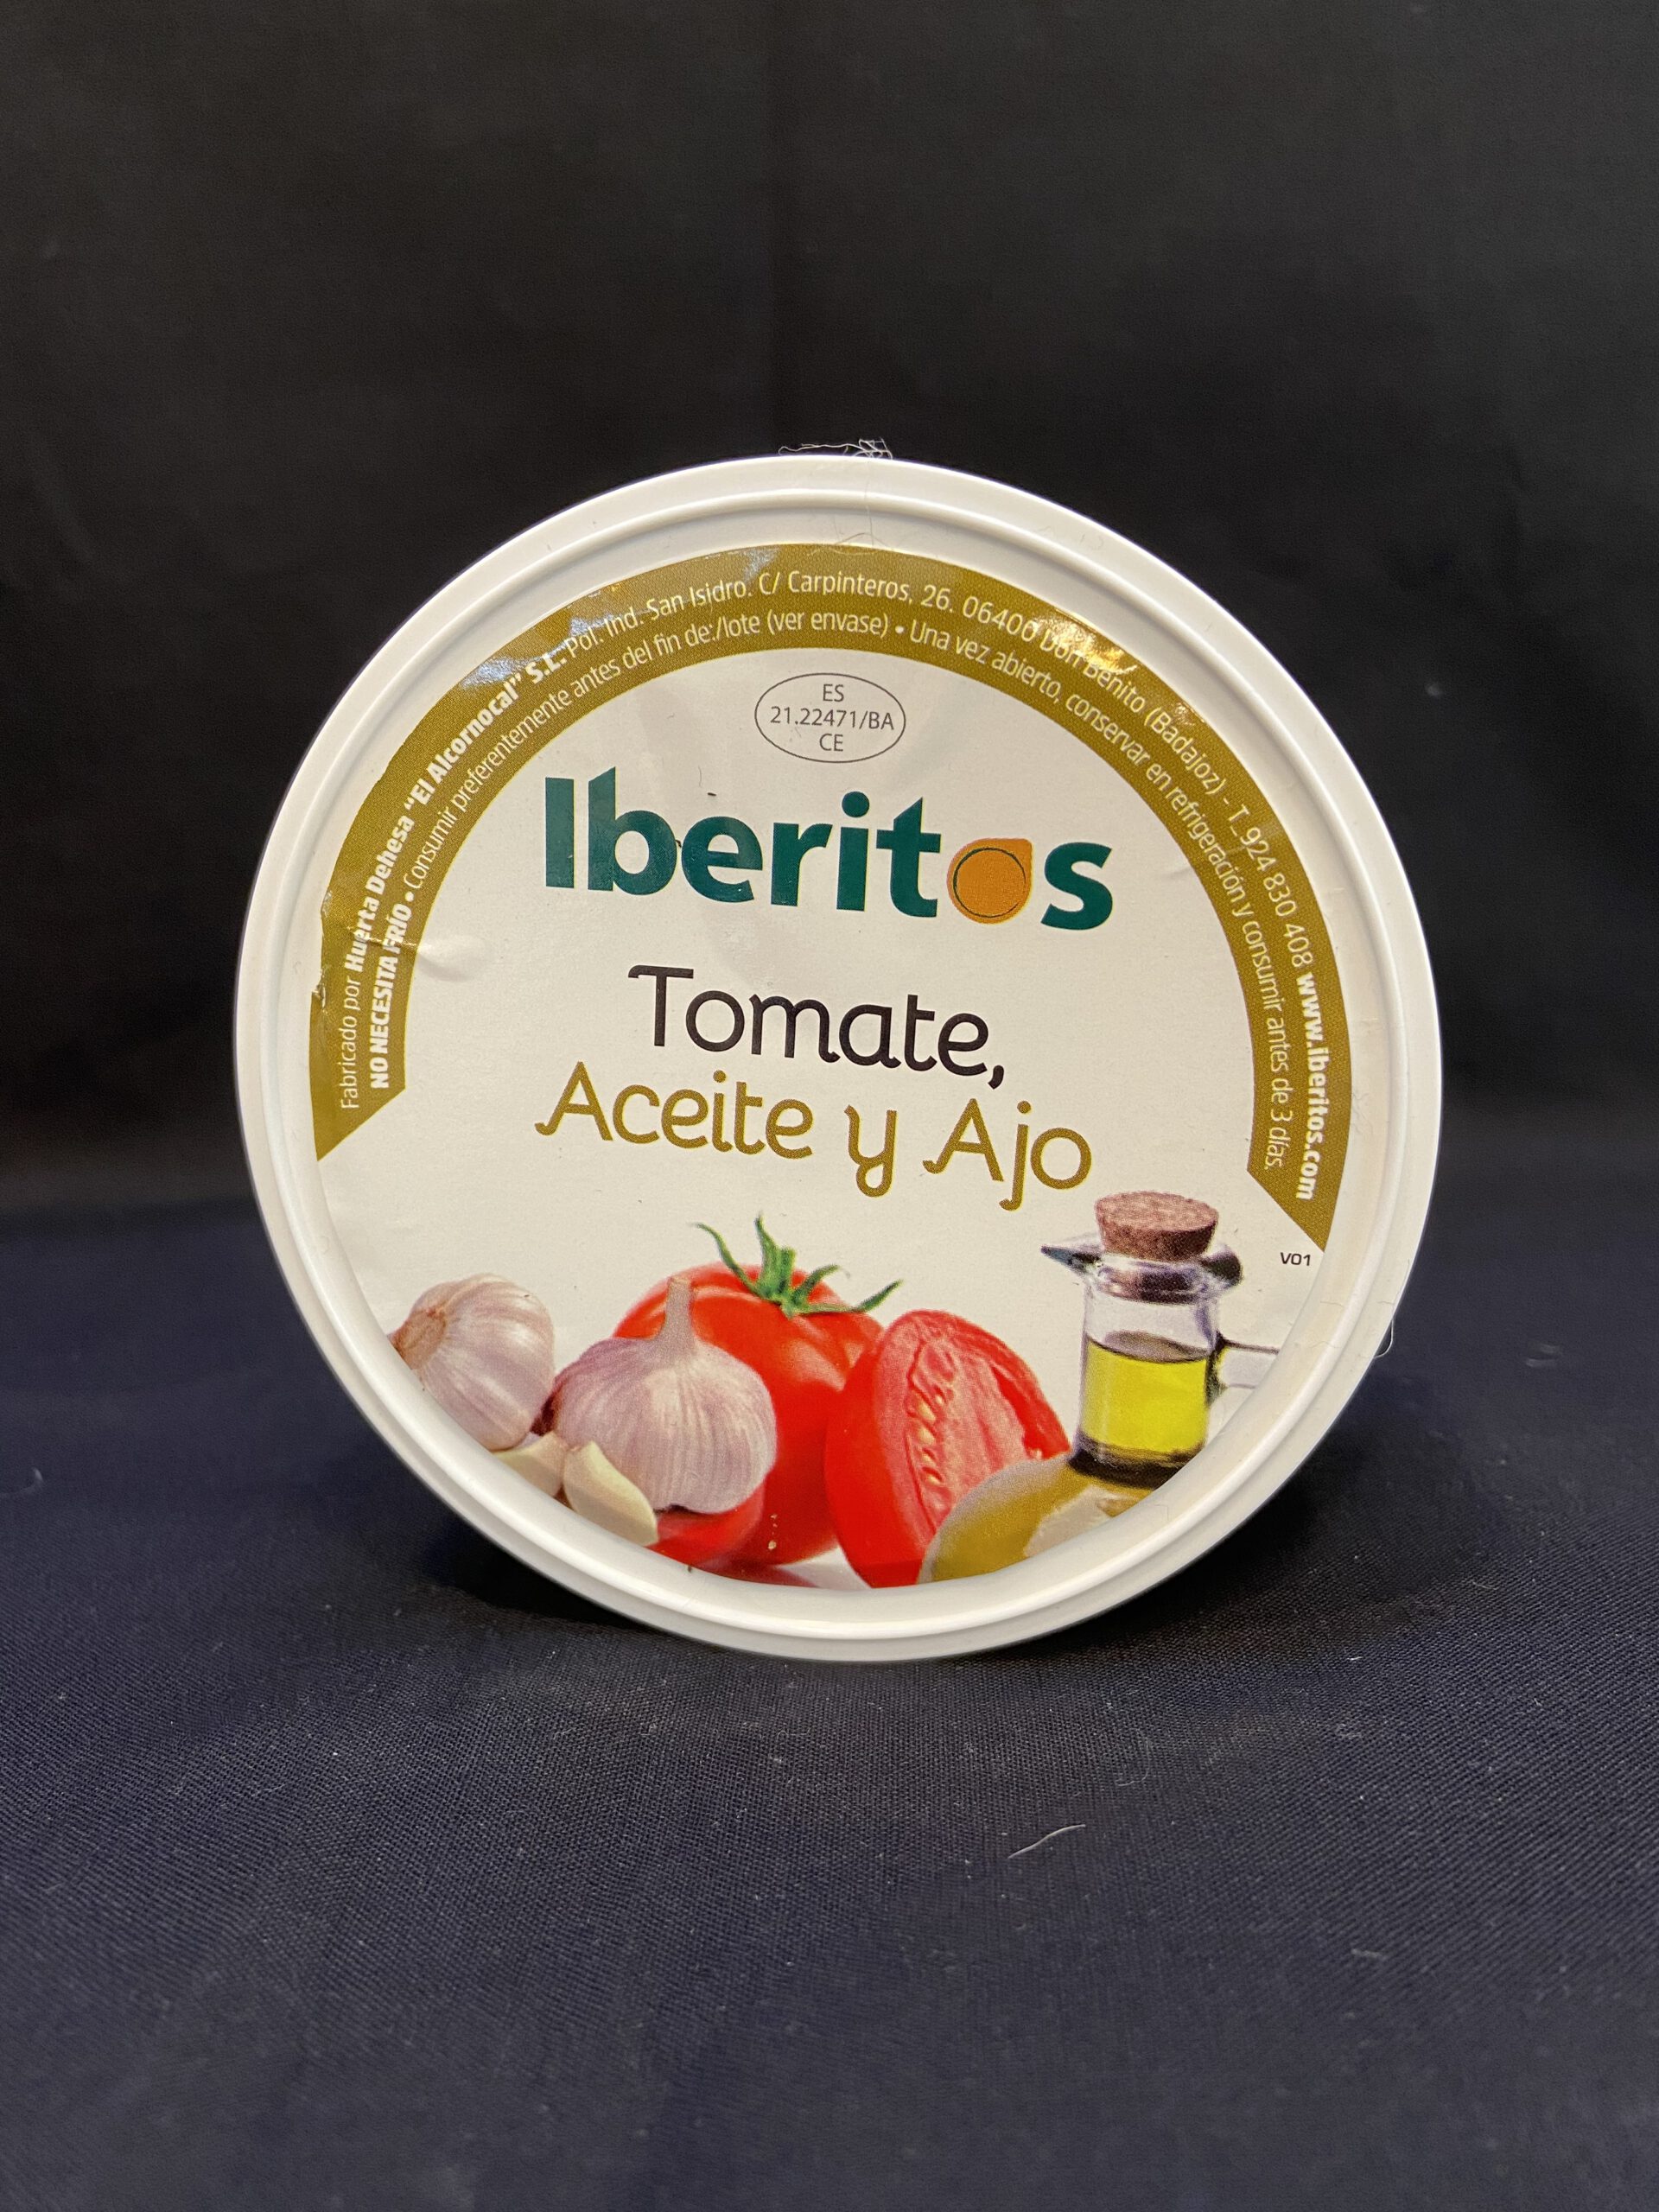 Fabricado por Huerta Dehesa "El Alcornocal" S.L. Pol. Ind. San Isidro. C/ Carpinteros, 26. 06400 Don Benito (Badajoz) - T_924 830 408 www.iberitos.com
NO NECESITA FRÍO • Consumir preferentemente antes del fin de:/lote (ver envase) • Una vez abierto, conservar en refrigeración y consumir antes de 3 días.
ES
21.22471/BA
CE
Iberitos
Tomate,
Aceite y Ajo
V01